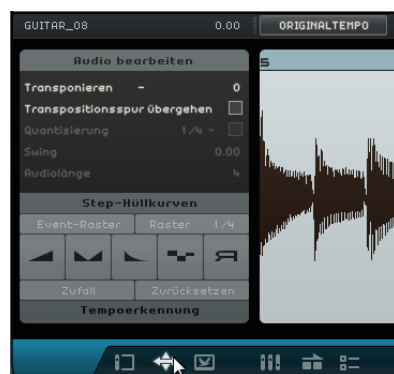 GUITAR_08 0.00 ORIGINALTEMPO
Audio bearbeiten
5
Transponieren - 0
Transpositionsspur übergehen
Quantisierung 1/4
Swing 0.00
Audiolänge 4
Step-Hüllkurven
Event-Raster Raster 1/4
Zufall Zurücksetzen
Tempoerkennung